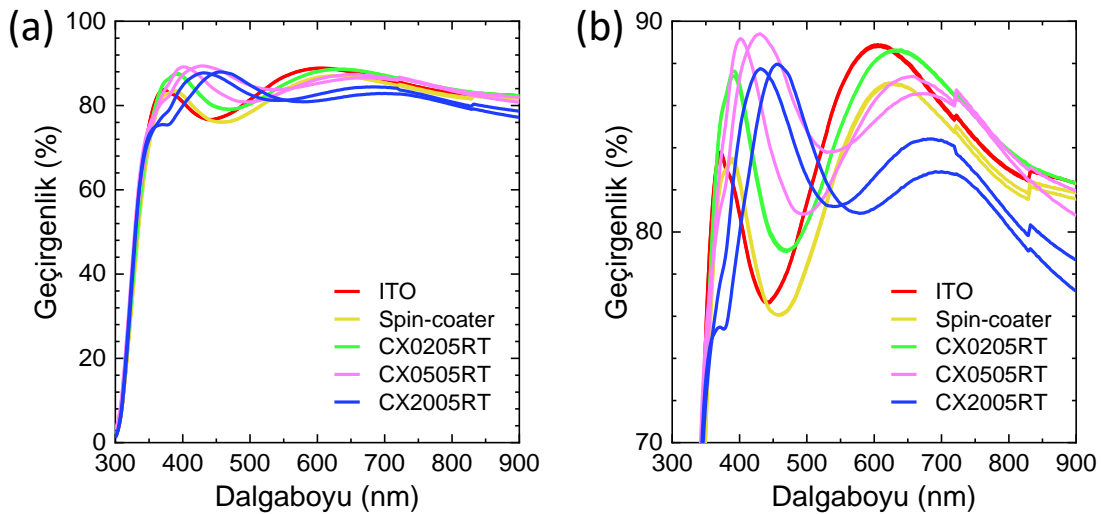 (a)
100
80
60
40
20
0
Geçirgenlik (%)
ITO
Spin-coater
CX0205RT
CX0505RT
CX2005RT
300 400 500 600 700 800 900
Dalgaboyu (nm)
(b)
90
80
70
Geçirgenlik (%)
ITO
Spin-coater
CX0205RT
CX0505RT
CX2005RT
300 400 500 600 700 800 900
Dalgaboyu (nm)